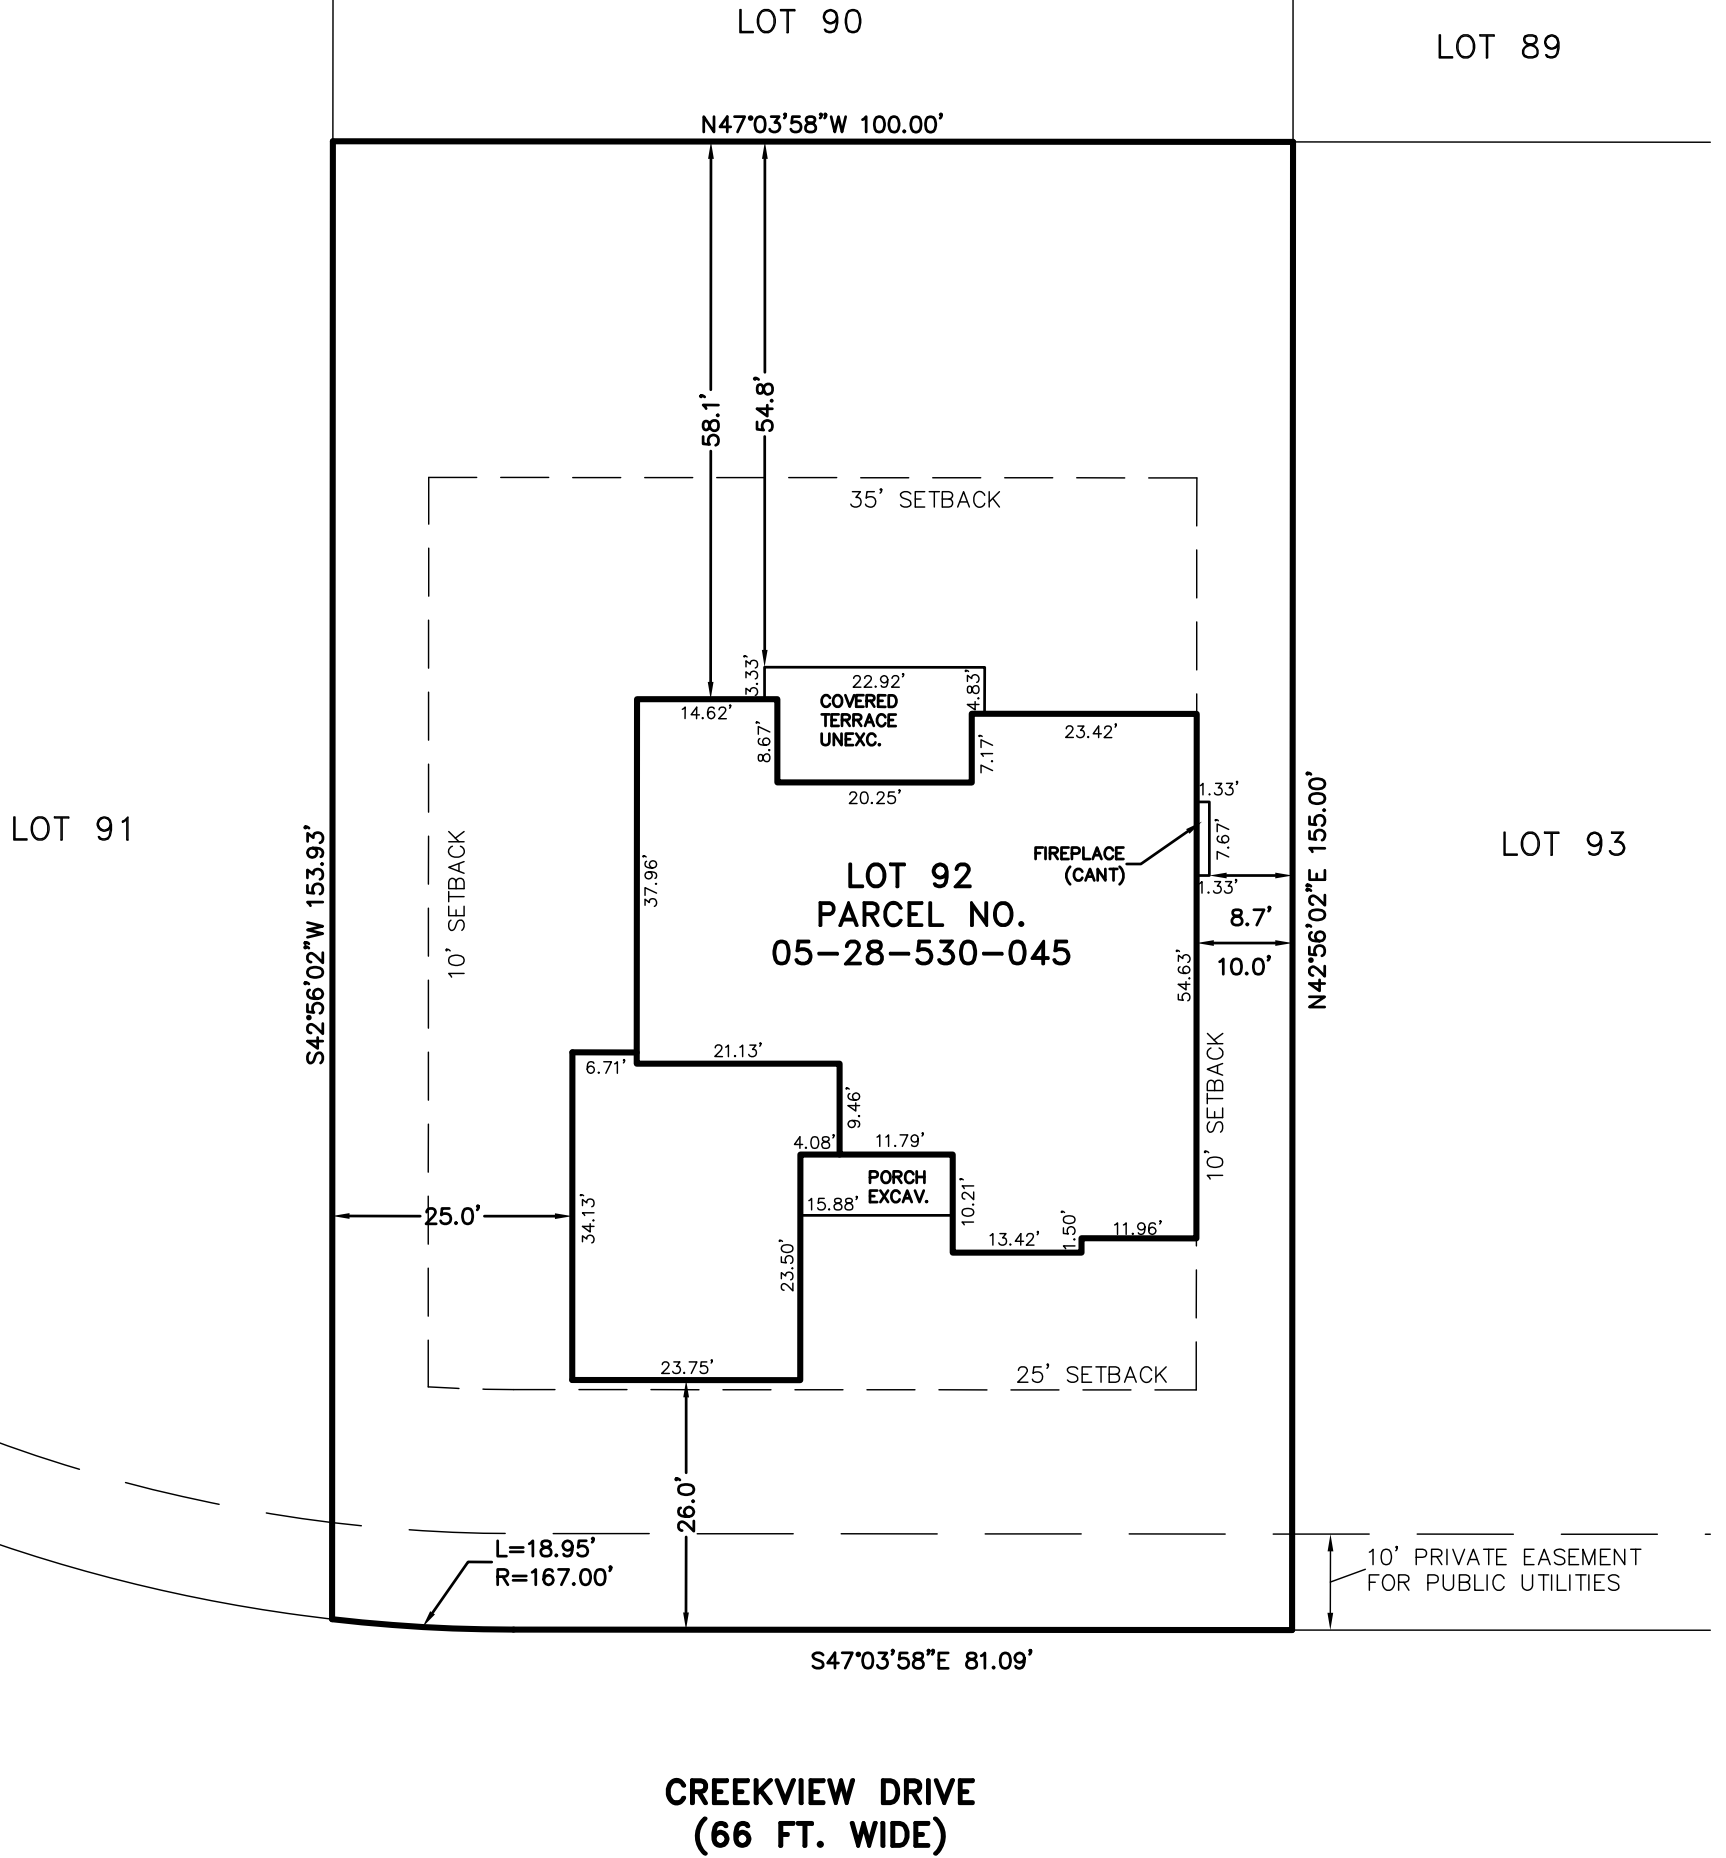 LOT 90
LOT 89
N47°03'58"W 100.00'
58.1'
54.8'
35' SETBACK
3.33'
22.92'
4.83'
COVERED
TERRACE
UNEXC.
14.62'
8.67'
7.17'
23.42'
20.25'
1.33'
7.67'
1.33'
FIREPLACE
(CANT)
LOT 91
S42°56'02"W 153.93'
10' SETBACK
37.96'
LOT 92
PARCEL NO.
05-28-530-045
8.7'
10.0'
54.63'
N42°56'02"E 155.00'
LOT 93
10' SETBACK
6.71'
21.13'
9.46'
4.08'
11.79'
PORCH
EXCAV.
15.88'
10.21'
25.0'
34.13'
23.50'
13.42'
1.50'
11.96'
23.75'
25' SETBACK
26.0'
L=18.95'
R=167.00'
10' PRIVATE EASEMENT
FOR PUBLIC UTILITIES
S47°03'58"E 81.09'
CREEKVIEW DRIVE
(66 FT. WIDE)